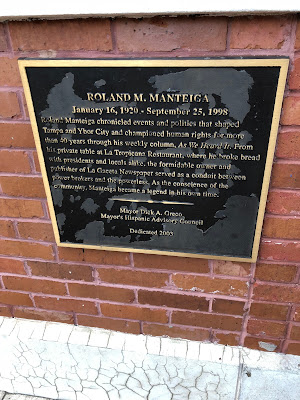 ROLAND M. MANTEIGA
January 16, 1920 - September 25, 1998
Roland Manteiga chronicled events and politics that shaped
Tampa and Ybor City and championed human rights for more
than 50 years through his weekly column, As We Heard It. From
his private table at La Tropicana Restaurant, where he broke bread
with presidents and locals alike, the formidable owner and
publisher of La Gaceta Newspaper served as a conduit between
power brokers and the powerless. As the conscience of the
community, Manteiga became a legend in his own time.
Mayor Dick A. Greco
Mayor's Hispanic Advisory Council
Dedicated 2003